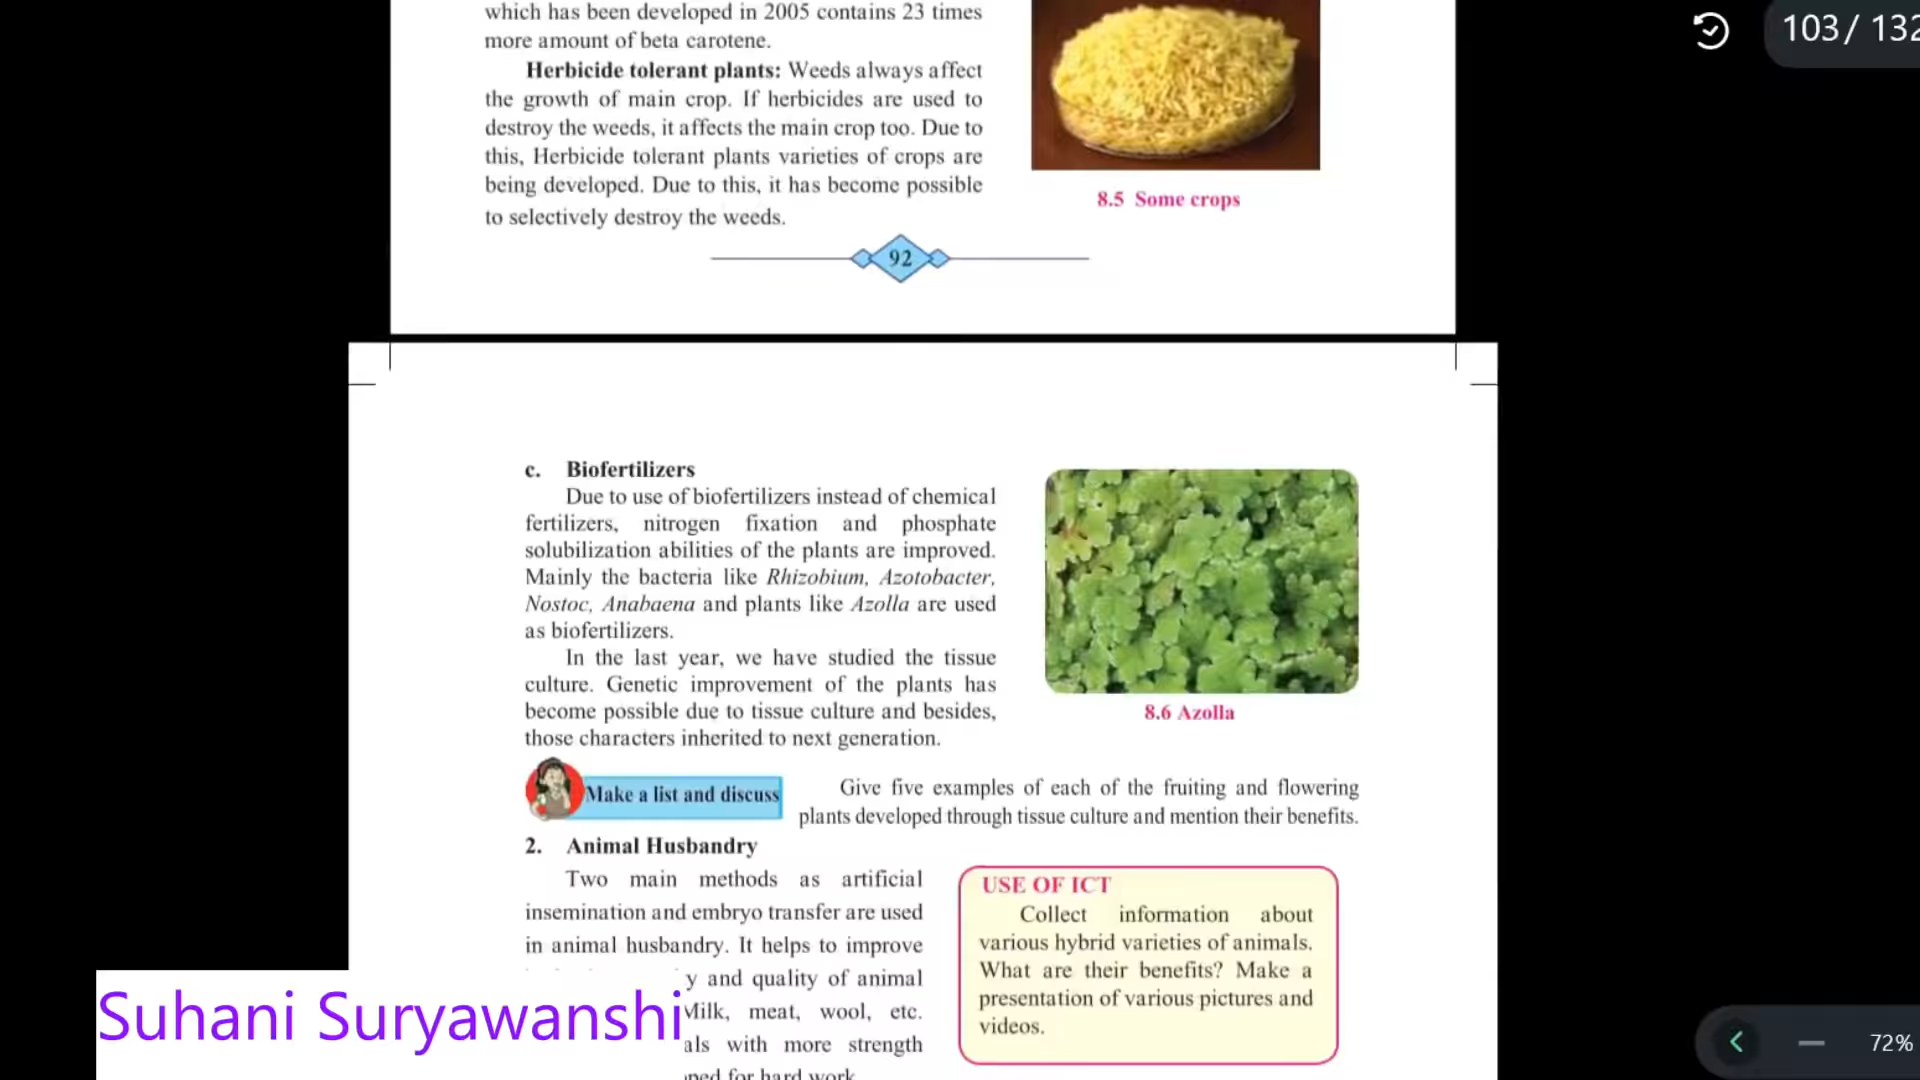 which has been developed in 2005 contains 23 times
more amount of beta carotene.
Herbicide tolerant plants: Weeds always affect
the growth of main crop. If herbicides are used to
destroy the weeds, it affects the main crop too. Due to
this, Herbicide tolerant plants varieties of crops are
being developed. Due to this, it has become possible
to selectively destroy the weeds.
8.5 Some crops
92
103/ 132
c. Biofertilizers
Due to use of biofertilizers instead of chemical
fertilizers, nitrogen fixation and phosphate
solubilization abilities of the plants are improved.
Mainly the bacteria like Rhizobium, Azotobacter,
Nostoc, Anabaena and plants like Azolla are used
as biofertilizers.
In the last year, we have studied the tissue
culture. Genetic improvement of the plants has
become possible due to tissue culture and besides,
those characters inherited to next generation.
8.6 Azolla
Make a list and discuss
Give five examples of each of the fruiting and flowering
plants developed through tissue culture and mention their benefits.
2. Animal Husbandry
Two main methods as artificial
insemination and embryo transfer are used
in animal husbandry. It helps to improve
y and quality of animal
Milk, meat, wool, etc.
als with more strength
ped for hard work
USE OF ICT
Collect information about
various hybrid varieties of animals.
What are their benefits? Make a
presentation of various pictures and
videos.
Suhani Suryawanshi
72%